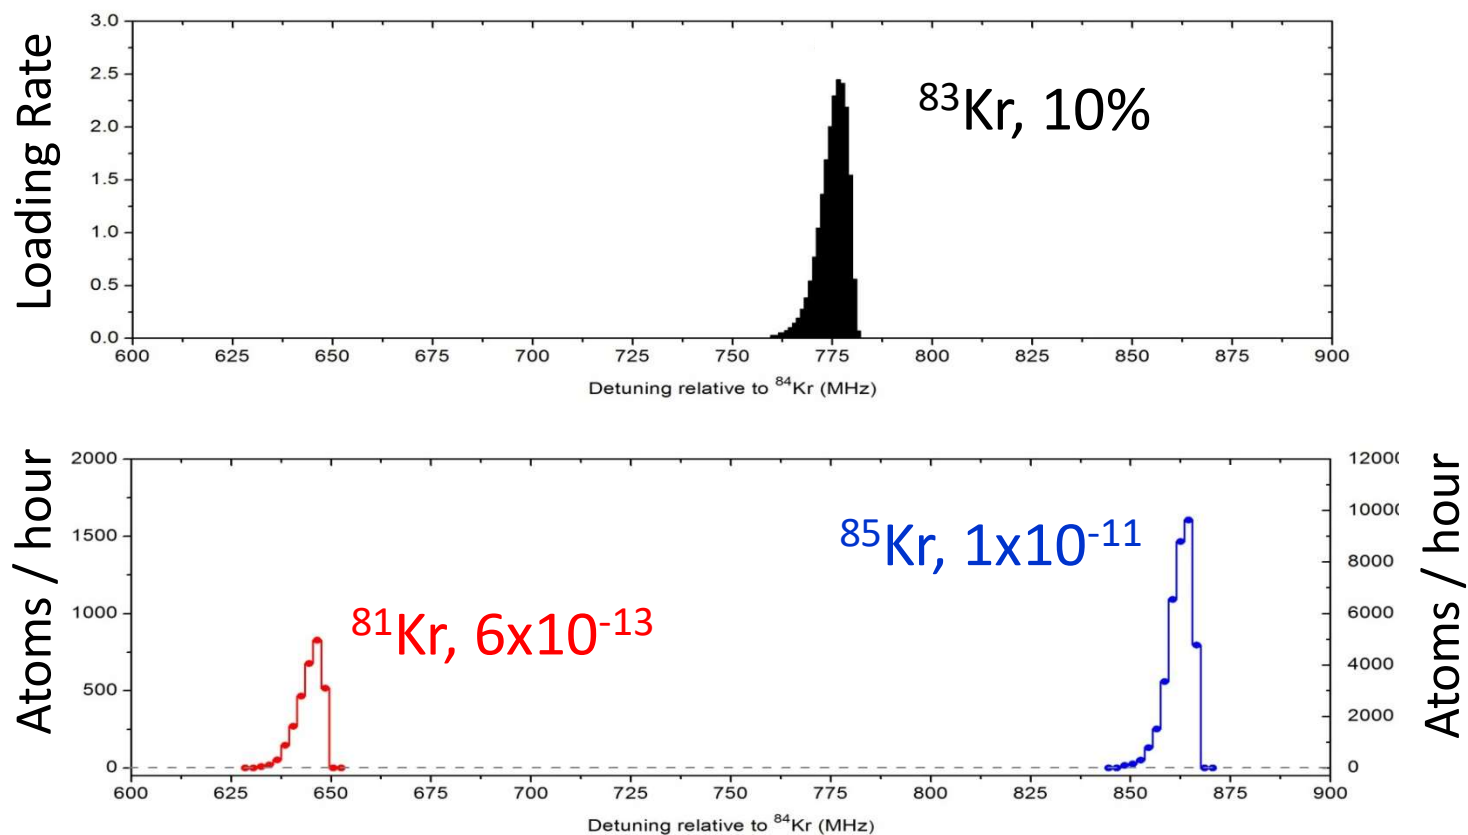 Loading Rate
3.0
2.5
2.0
1.5
1.0
0.5
0.0
⁸³Kr, 10%
600 625 650 675 700 725 750 775 800 825 850 875 900
Detuning relative to ⁸⁴Kr (MHz)
Atoms / hour
2000
1500
1000
500
0
⁸¹Kr, 6x10⁻¹³
⁸⁵Kr, 1x10⁻¹¹
12000
10000
8000
6000
4000
2000
0
Atoms / hour
600 625 650 675 700 725 750 775 800 825 850 875 900
Detuning relative to ⁸⁴Kr (MHz)